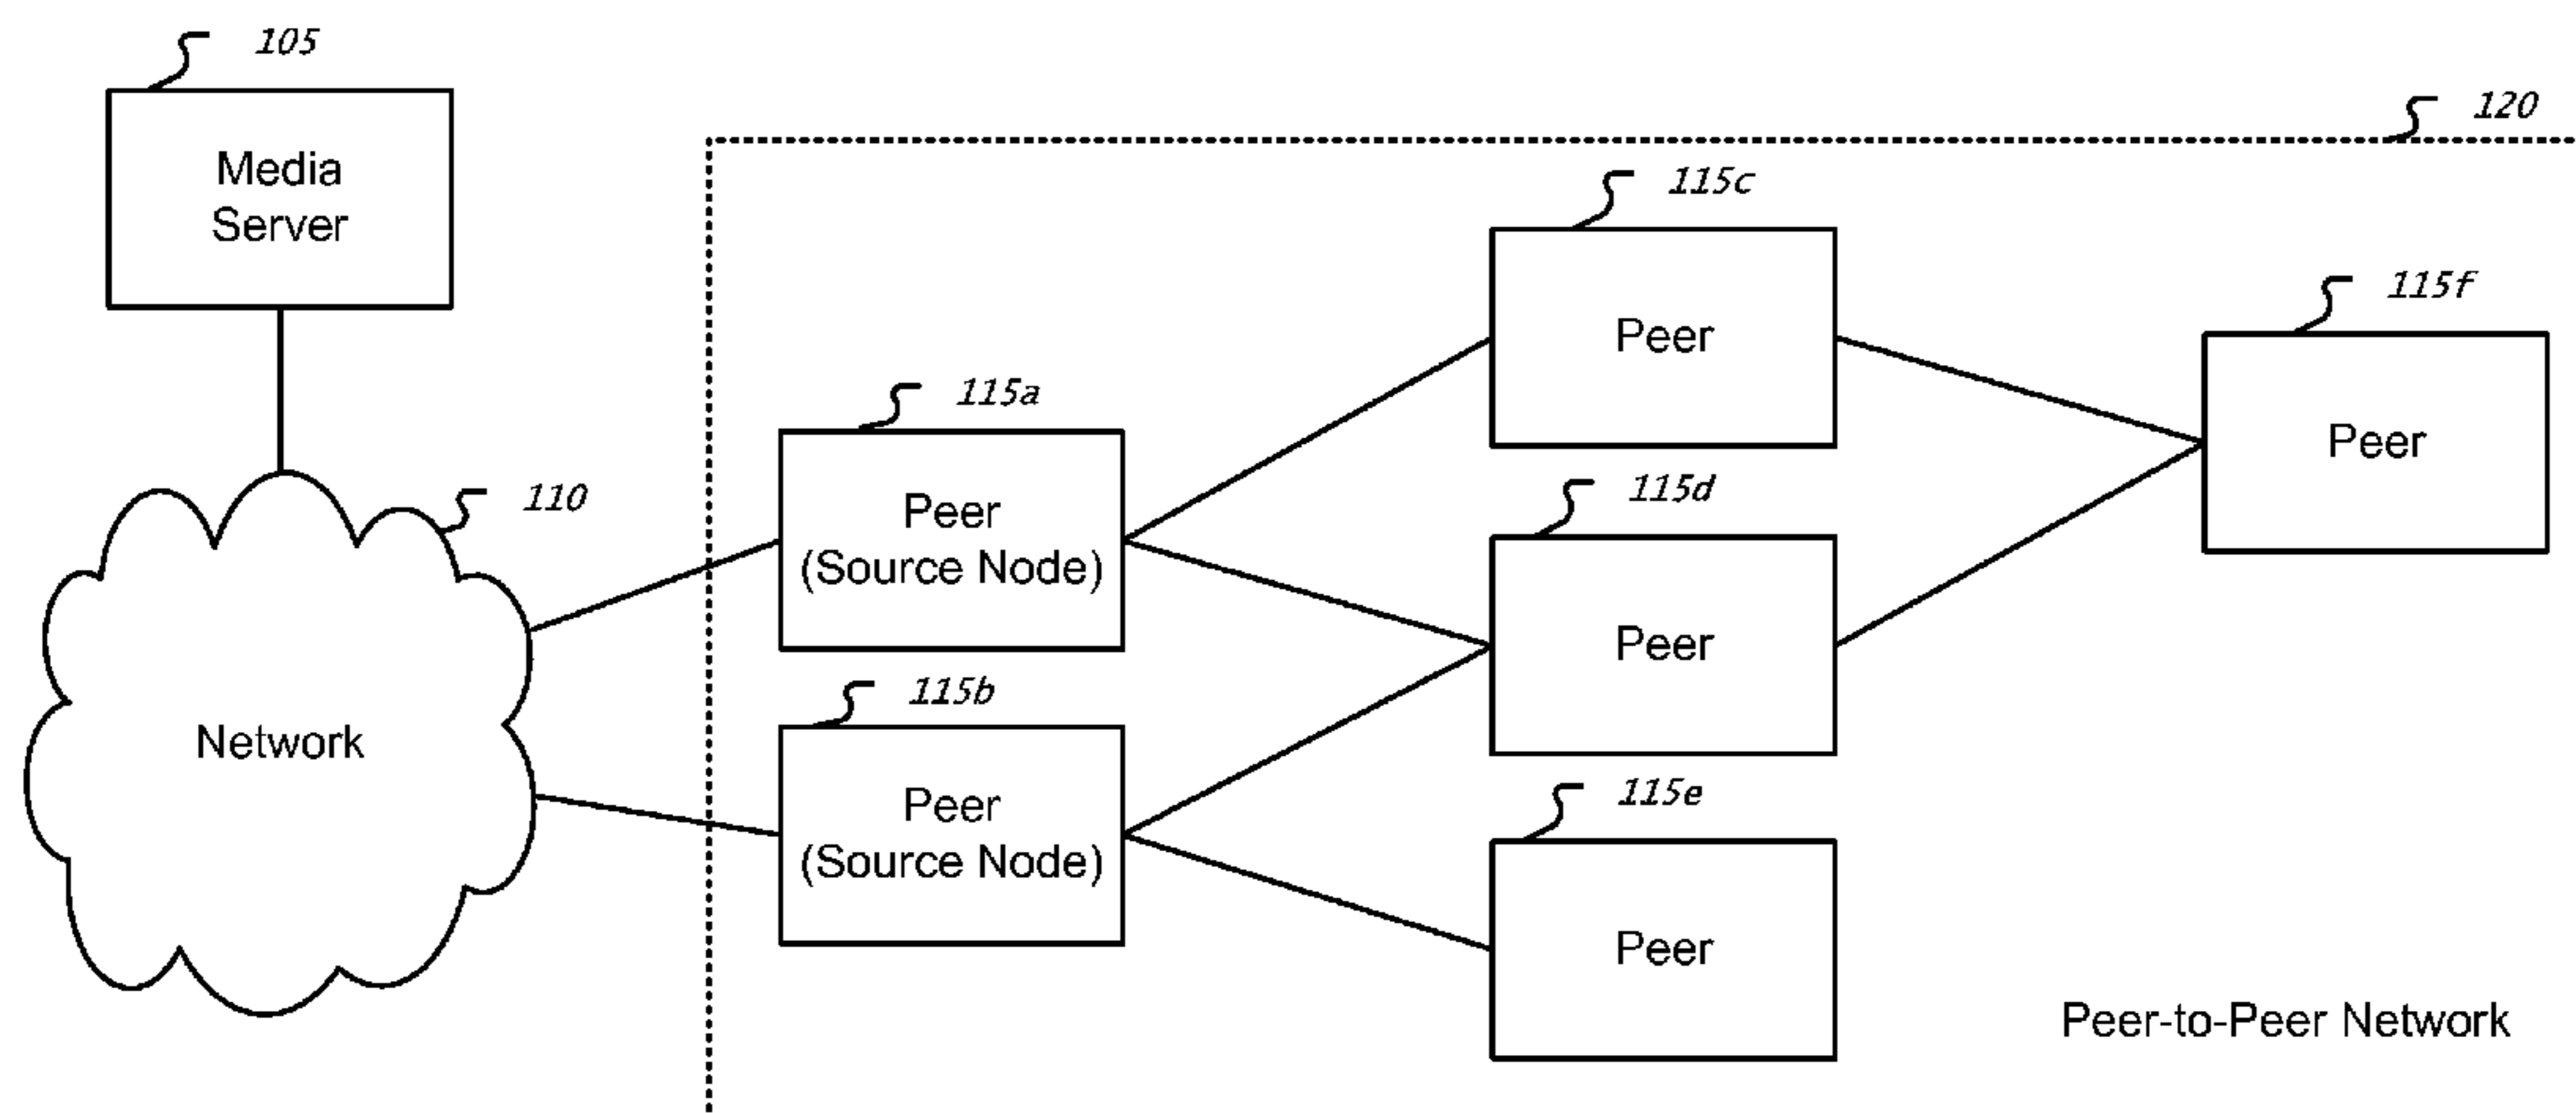 105
Media
Server
120
115c
Peer
115f
Peer
115a
Peer
(Source Node)
110
Network
115d
Peer
115b
Peer
(Source Node)
115e
Peer
Peer-to-Peer Network